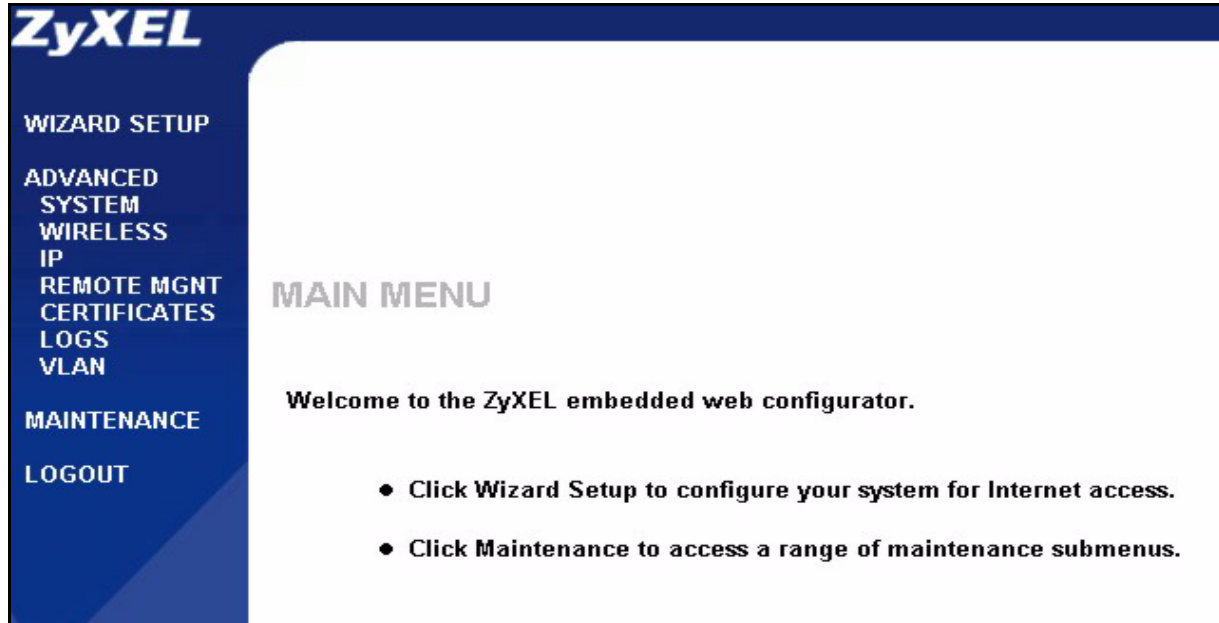 ZyXEL
WIZARD SETUP
ADVANCED
SYSTEM
WIRELESS
IP
REMOTE MGNT
CERTIFICATES
LOGS
VLAN
MAINTENANCE
LOGOUT
MAIN MENU
Welcome to the ZyXEL embedded web configurator.
● Click Wizard Setup to configure your system for Internet access.
● Click Maintenance to access a range of maintenance submenus.